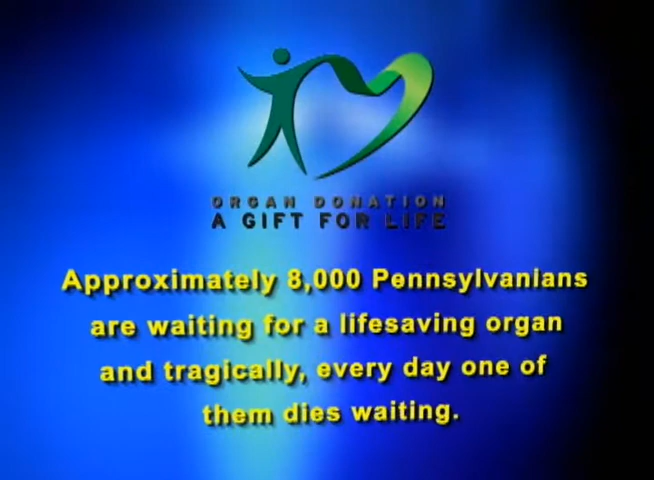 ORGAN DONATION
A GIFT FOR LIFE
Approximately 8,000 Pennsylvanians
are waiting for a lifesaving organ
and tragically, every day one of
them dies waiting.